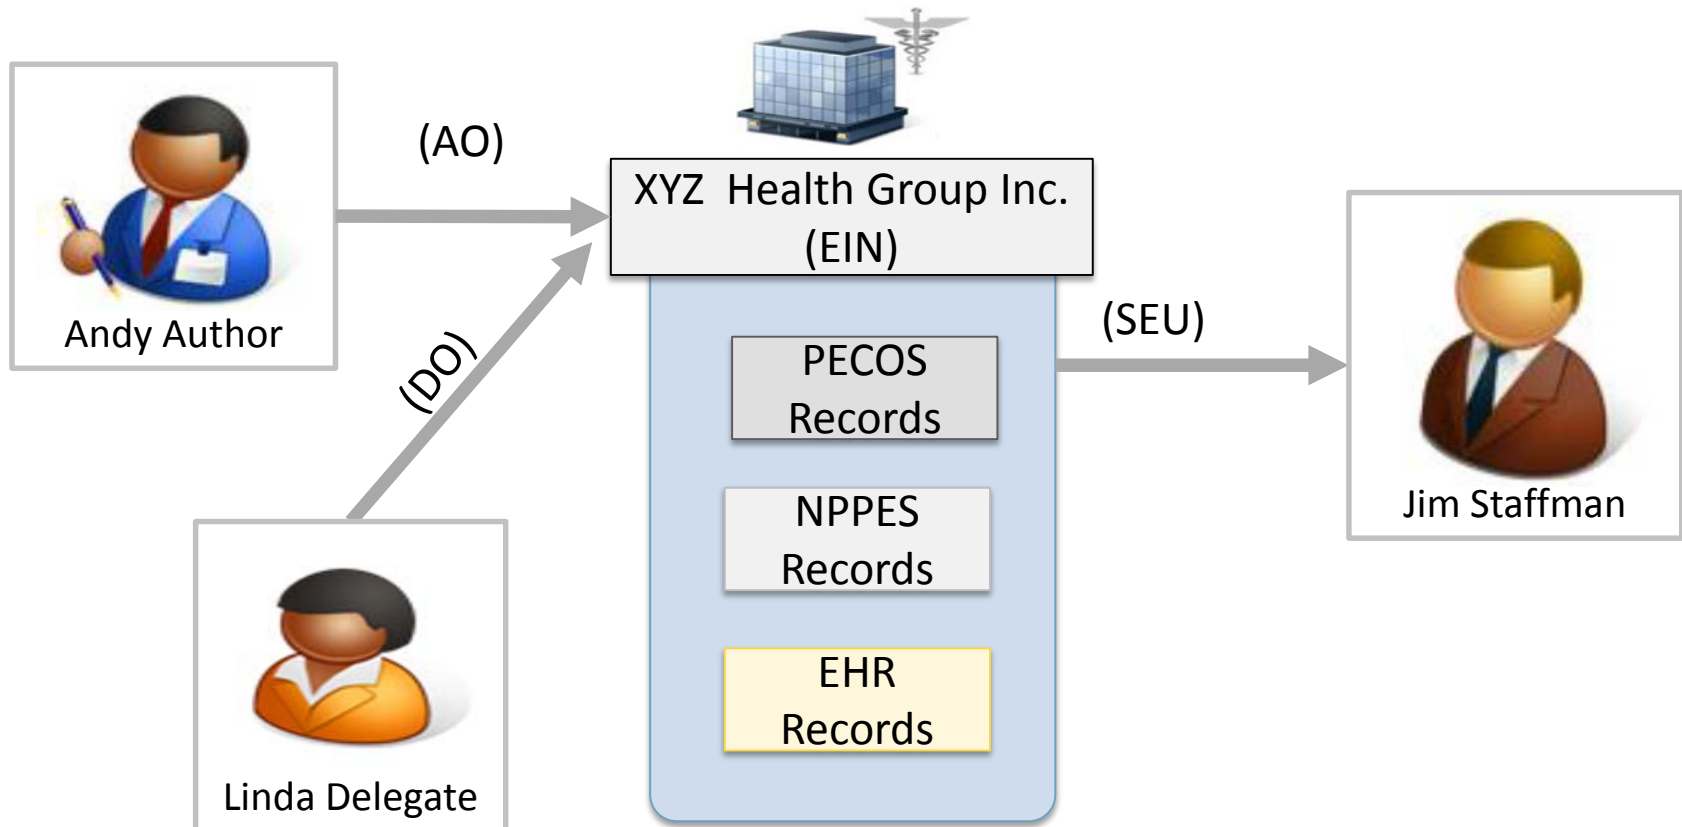 (AO)
XYZ  Health Group Inc.
(EIN)
Andy Author
(DO)
(SEU)
PECOS
Records
NPPES
Records
EHR
Records
Jim Staffman
Linda Delegate